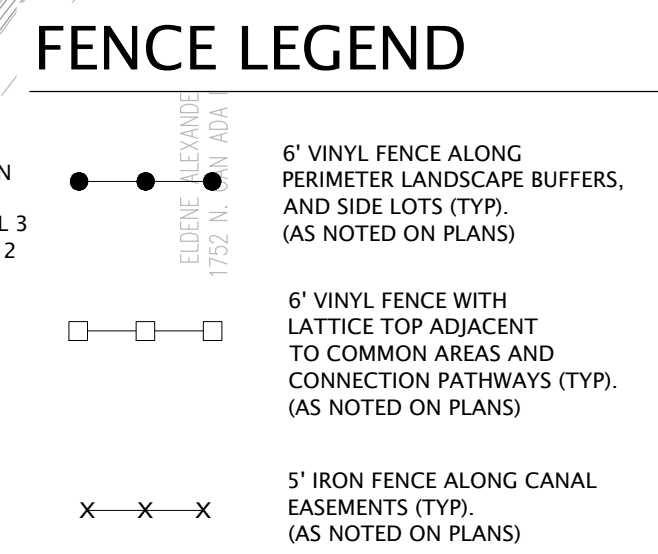 FENCE LEGEND
N
L 3
2
ELDENE ALEXANDE
1752 N. ADA
6' VINYL FENCE ALONG
PERIMETER LANDSCAPE BUFFERS,
AND SIDE LOTS (TYP).
(AS NOTED ON PLANS)
6' VINYL FENCE WITH
LATTICE TOP ADJACENT
TO COMMON AREAS AND
CONNECTION PATHWAYS (TYP).
(AS NOTED ON PLANS)
X X X
5' IRON FENCE ALONG CANAL
EASEMENTS (TYP).
(AS NOTED ON PLANS)